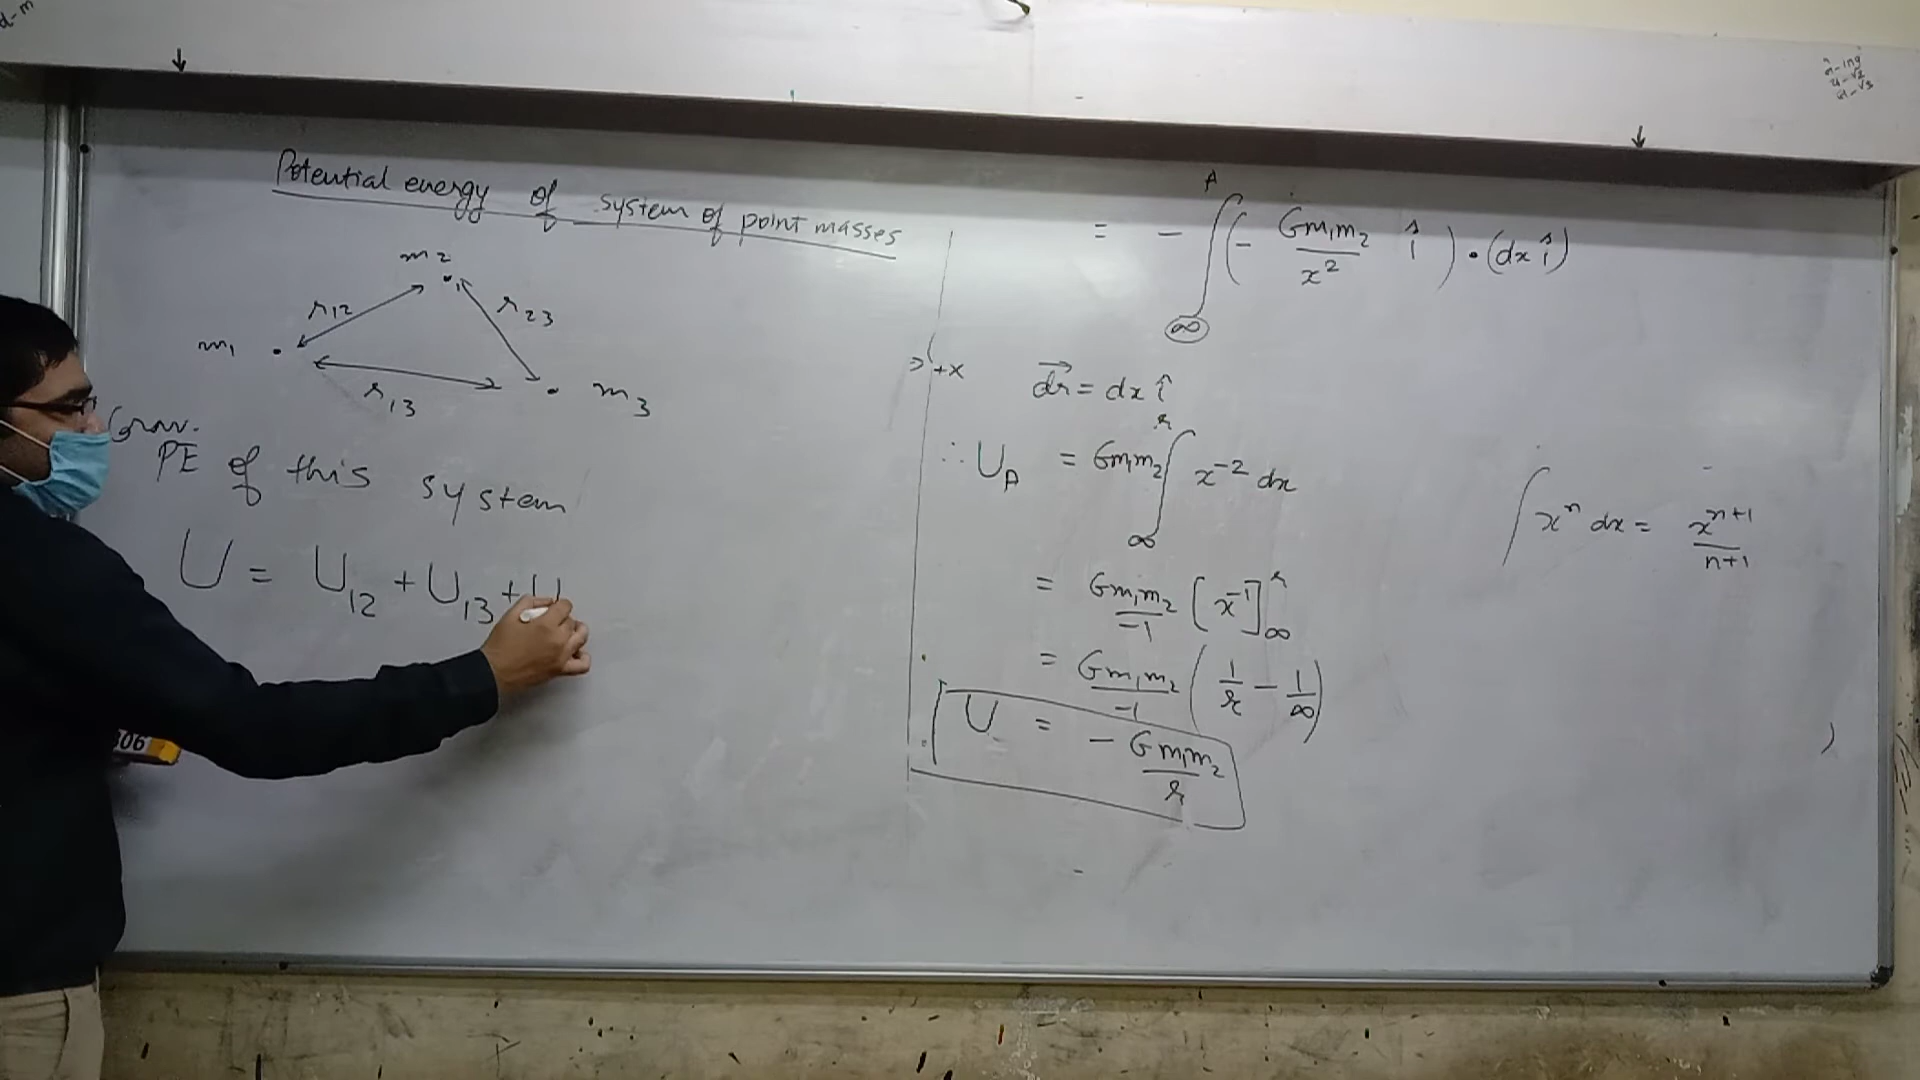 Potential energy of system of point masses
m2
r12
r23
m1
r13
m3
Grav.
PE of this system
U = U12 + U13 + U
A
= - ∫ (- Gm1m2/x² î) • (dx î)
∞
+x
dr = dx î
r
∴ UA = Gm1m2 ∫ x⁻² dx
∞
= Gm1m2/-1 [x⁻¹] r ∞
= Gm1m2/-1 (1/r - 1/∞)
U = - Gm1m2/r
∫ xⁿ dx = xⁿ⁺¹/n+1
306